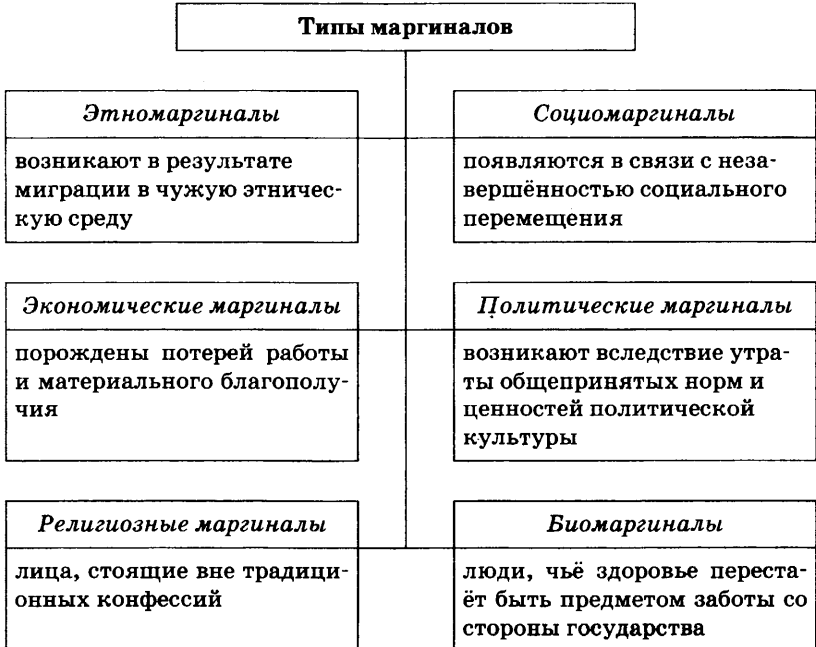 Типы маргиналов
Этномаргиналы
возникают в результате
миграции в чужую этничес-
кую среду
Социомаргиналы
появляются в связи с неза-
вершённостью социального
перемещения
Экономические маргиналы
порождены потерей работы
и материального благополу-
чия
Политические маргиналы
возникают вследствие утра-
ты общепринятых норм и
ценностей политической
культуры
Религиозные маргиналы
лица, стоящие вне традици-
онных конфессий
Биомаргиналы
люди, чьё здоровье переста-
ёт быть предметом заботы со
стороны государства